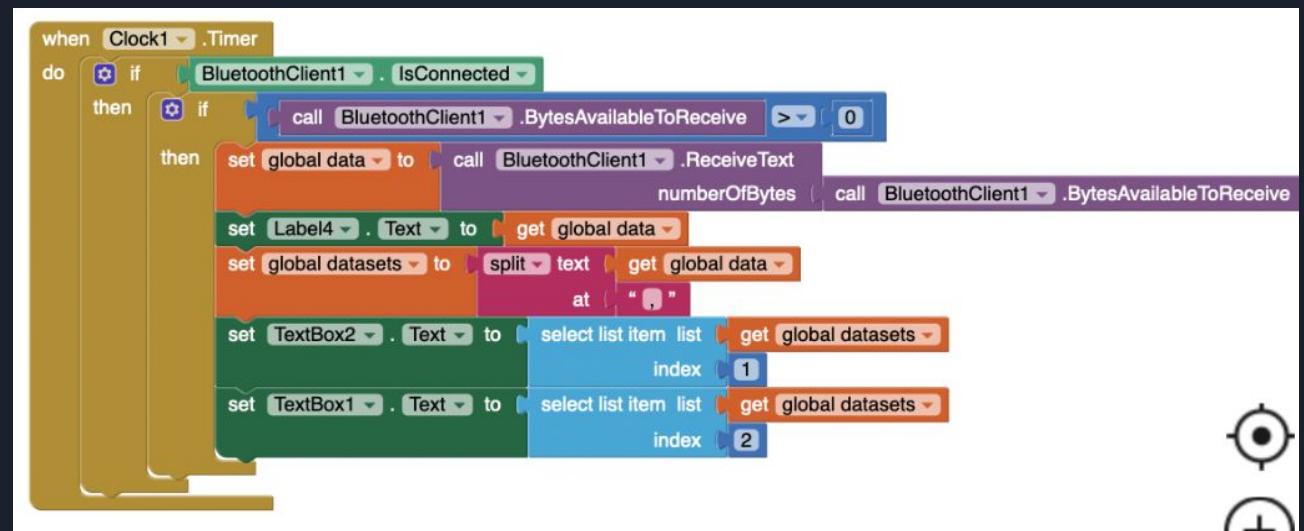 when Clock1 .Timer
do if BluetoothClient1 . IsConnected
then if call BluetoothClient1 .BytesAvailableToReceive > 0
then set global data to call BluetoothClient1 .ReceiveText
numberOfBytes call BluetoothClient1 .BytesAvailableToReceive
set Label4 . Text to get global data
set global datasets to split text get global data
at " , "
set TextBox2 . Text to select list item list get global datasets
index 1
set TextBox1 . Text to select list item list get global datasets
index 2